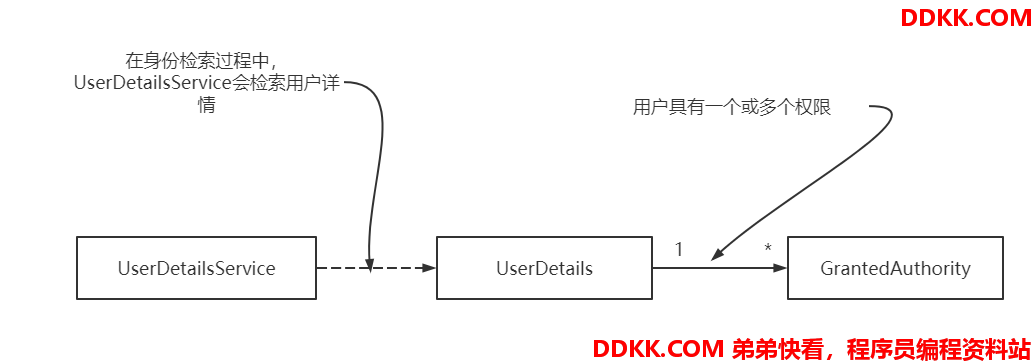 DDKK.COM
在身份检索过程中，
UserDetailsService会检索用户详
情
用户具有一个或多个权限
1
*
UserDetailsService
UserDetails
GrantedAuthority
DDKK.COM 弟弟快看，程序员编程资料站